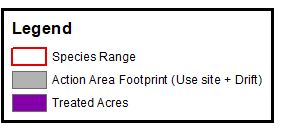 Legend
Species Range
Action Area Footprint (Use site + Drift)
Treated Acres